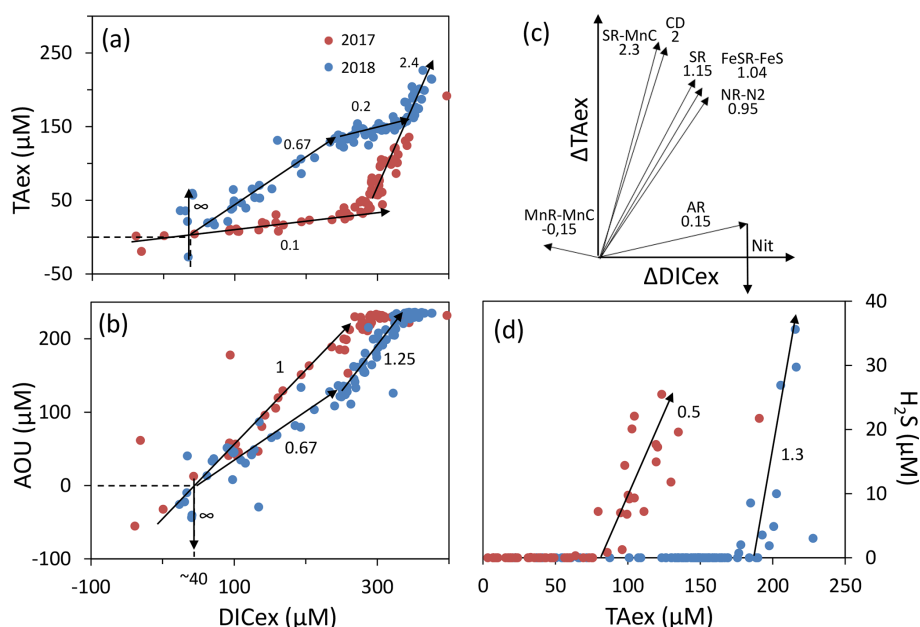 (a)
2017
2018
250
150
50
-50
TAex (µM)
0.67
0.2
2.4
∞
0.1
(b)
200
100
0
-100
AOU (µM)
1
1.25
0.67
∞
-100
~40
100
300
DICex (µM)
(c)
SR-MnC
2.3
CD
2
SR
1.15
FeSR-FeS
1.04
NR-N2
0.95
MnR-MnC
-0,15
AR
0.15
Nit
ΔTAex
ΔDICex
(d)
0.5
1.3
40
30
20
10
0
H2S (µM)
0
50
100
150
200
250
TAex (µM)